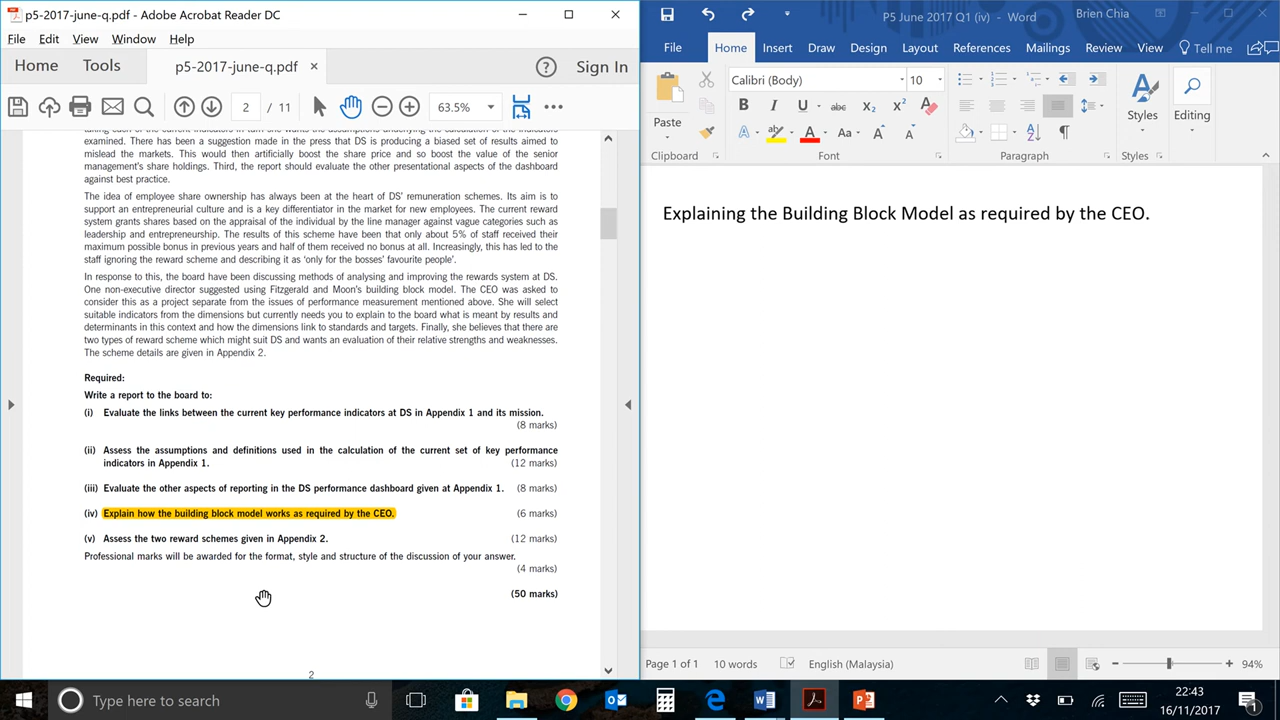 p5-2017-june-q.pdf - Adobe Acrobat Reader DC
File Edit View Window Help
Home Tools p5-2017-june-q.pdf × ? Sign In
2 / 11 63.5%
examined. There has been a suggestion made in the press that DS is producing a biased set of results aimed to
mislead the markets. This would then artificially boost the share price and so boost the value of the senior
management's share holdings. Third, the report should evaluate the other presentational aspects of the dashboard
against best practice.
The idea of employee share ownership has always been at the heart of DS' remuneration schemes. Its aim is to
support an entrepreneurial culture and is a key differentiator in the market for new employees. The current reward
system grants shares based on the appraisal of the individual by the line manager against vague categories such as
leadership and entrepreneurship. The results of this scheme have been that only about 5% of staff received their
maximum possible bonus in previous years and half of them received no bonus at all. Increasingly, this has led to the
staff ignoring the reward scheme and describing it as 'only for the bosses' favourite people'.
In response to this, the board have been discussing methods of analysing and improving the rewards system at DS.
One non-executive director suggested using Fitzgerald and Moon's building block model. The CEO was asked to
consider this as a project separate from the issues of performance measurement mentioned above. She will select
suitable indicators from the dimensions but currently needs you to explain to the board what is meant by results and
determinants in this context and how the dimensions link to standards and targets. Finally, she believes that there are
two types of reward scheme which might suit DS and wants an evaluation of their relative strengths and weaknesses.
The scheme details are given in Appendix 2.
Required:
Write a report to the board to:
(i) Evaluate the links between the current key performance indicators at DS in Appendix 1 and its mission.
(8 marks)
(ii) Assess the assumptions and definitions used in the calculation of the current set of key performance
indicators in Appendix 1. (12 marks)
(iii) Evaluate the other aspects of reporting in the DS performance dashboard given at Appendix 1. (8 marks)
(iv) Explain how the building block model works as required by the CEO. (6 marks)
(v) Assess the two reward schemes given in Appendix 2. (12 marks)
Professional marks will be awarded for the format, style and structure of the discussion of your answer.
(4 marks)
(50 marks)
2
P5 June 2017 Q1 (iv) - Word Brien Chia
File Home Insert Draw Design Layout References Mailings Review View Tell me
Calibri (Body) 10
Paste B I U abc X₂ X² Styles Editing
A A Aa A A
Clipboard Font Paragraph Styles
Explaining the Building Block Model as required by the CEO.
Page 1 of 1 10 words English (Malaysia) 94%
Type here to search
22:43
16/11/2017
1